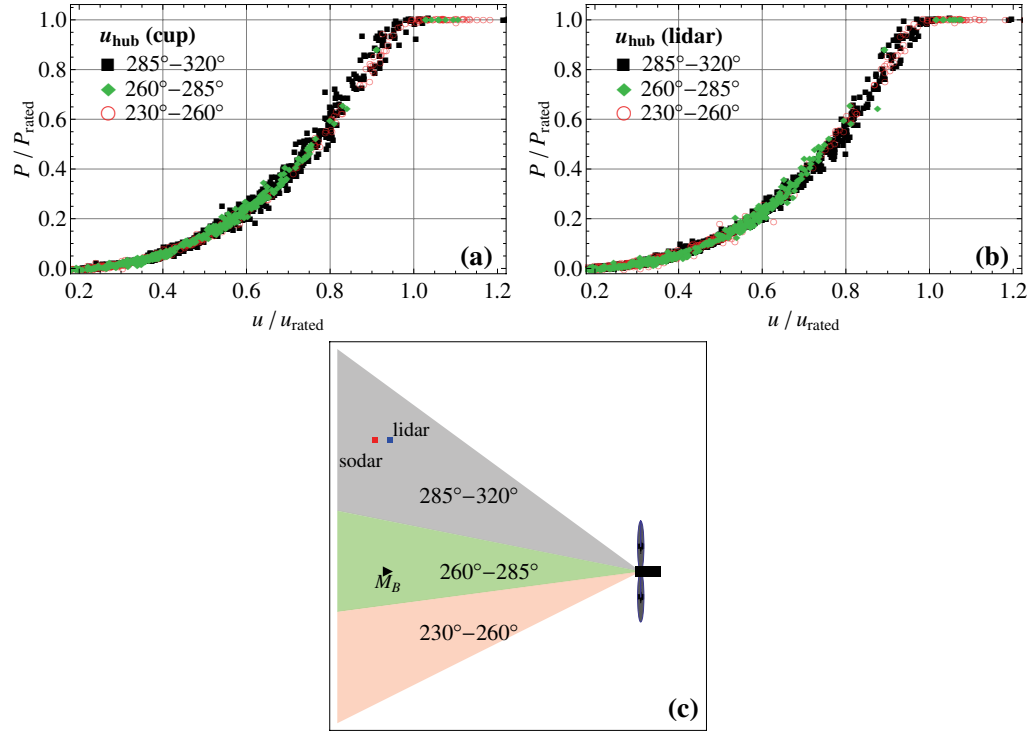 1.0
0.8
0.6
0.4
0.2
0.0
P / P_rated
u_hub (cup)
285°−320°
260°−285°
230°−260°
(a)
0.2 0.4 0.6 0.8 1.0 1.2
u / u_rated
1.0
0.8
0.6
0.4
0.2
0.0
P / P_rated
u_hub (lidar)
285°−320°
260°−285°
230°−260°
(b)
0.2 0.4 0.6 0.8 1.0 1.2
u / u_rated
lidar
sodar
285°−320°
260°−285°
M_B
230°−260°
(c)